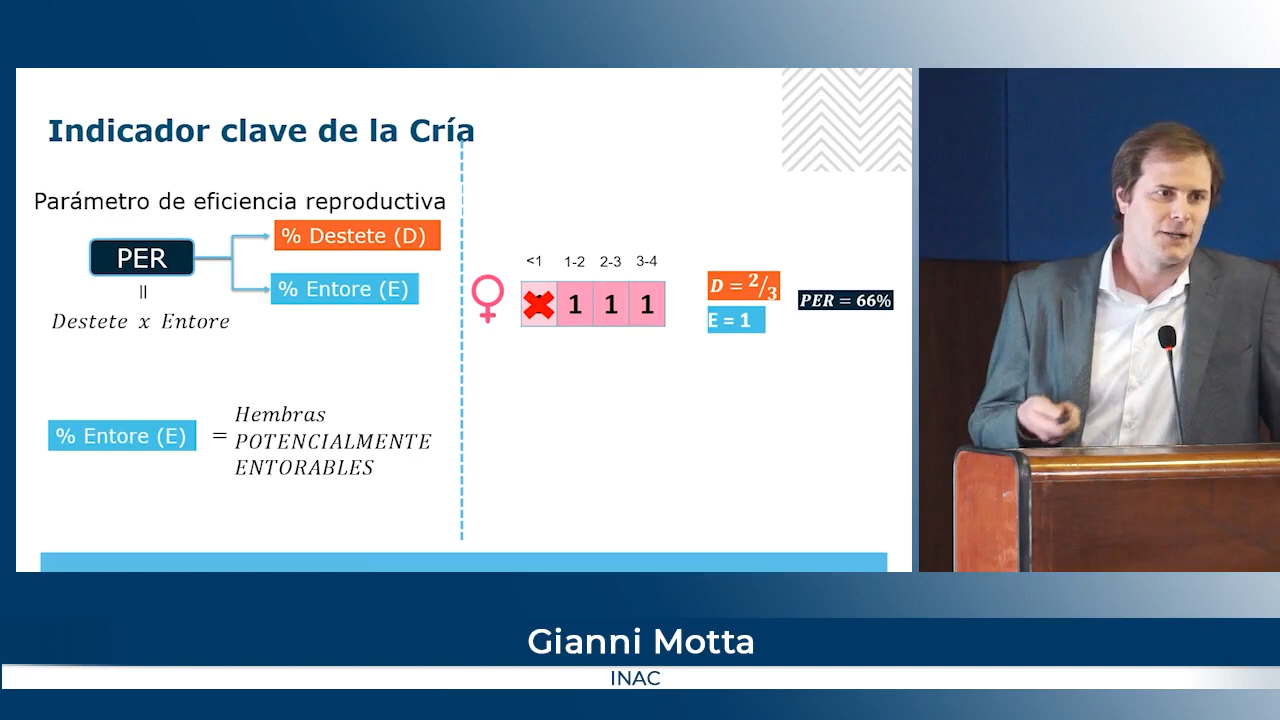 Indicador clave de la Cría
Parámetro de eficiencia reproductiva
PER
% Destete (D)
% Entore (E)
=
Destete x Entore
% Entore (E) = Hembras
POTENCIALMENTE
ENTORABLES
<1 1-2 2-3 3-4
1 1 1
D = 2/3
E = 1
PER = 66%
Gianni Motta
INAC